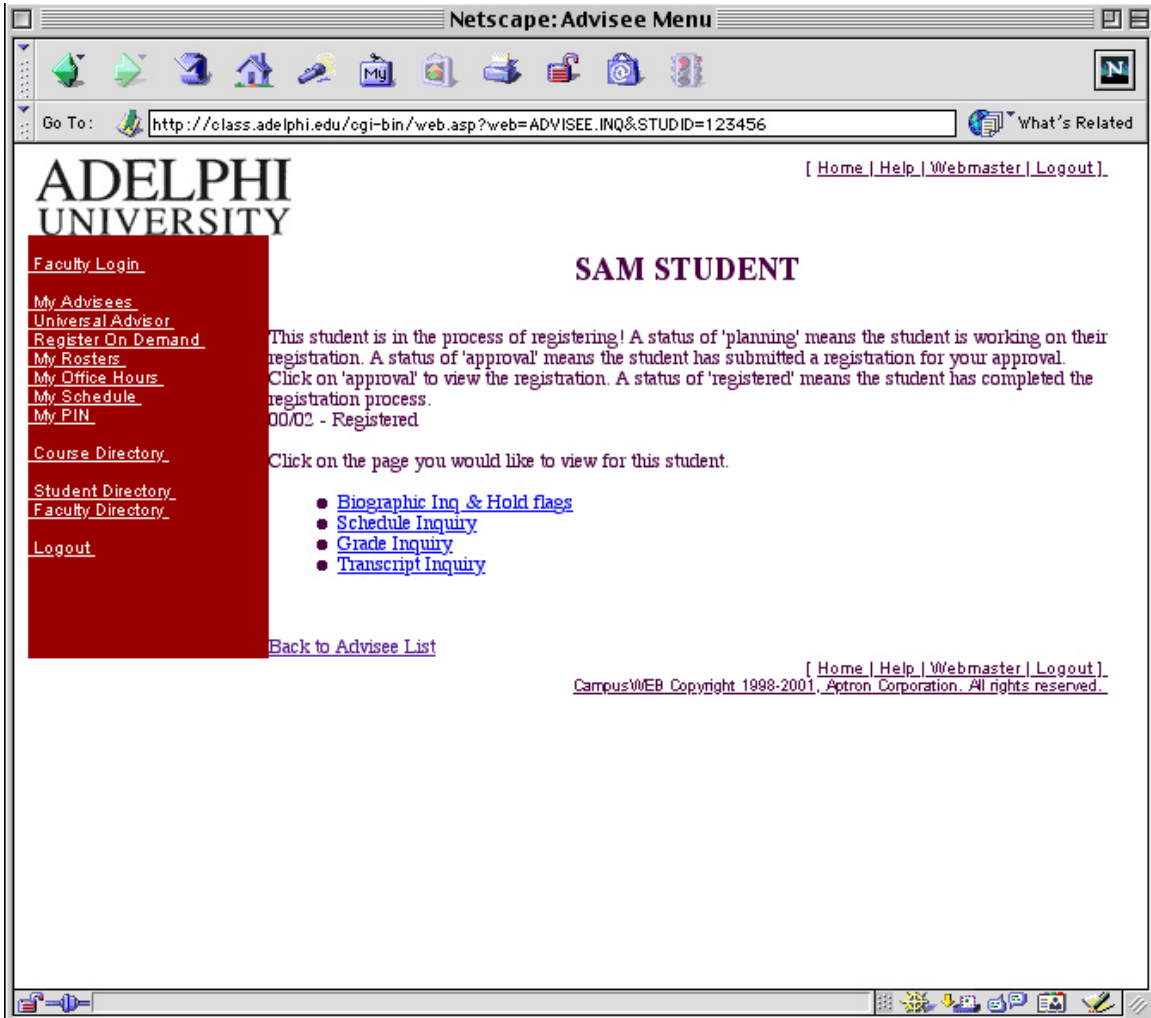 Netscape: Advisee Menu
My
N
Go To: http://class.adelphi.edu/cgi-bin/web.asp?web=ADVISEE.INQ&STUDID=123456 What's Related
ADELPHI
UNIVERSITY
[ Home | Help | Webmaster | Logout ]
Faculty Login
My Advisees
Universal Advisor
Register On Demand
My Rosters
My Office Hours
My Schedule
My PIN
Course Directory
Student Directory
Faculty Directory
Logout
SAM STUDENT
This student is in the process of registering! A status of 'planning' means the student is working on their
registration. A status of 'approval' means the student has submitted a registration for your approval.
Click on 'approval' to view the registration. A status of 'registered' means the student has completed the
registration process.
00/02 - Registered
Click on the page you would like to view for this student.
Biographic Inq & Hold flags
Schedule Inquiry
Grade Inquiry
Transcript Inquiry
Back to Advisee List
[ Home | Help | Webmaster | Logout ]
CampusWEB Copyright 1998-2001, Aptron Corporation. All rights reserved.